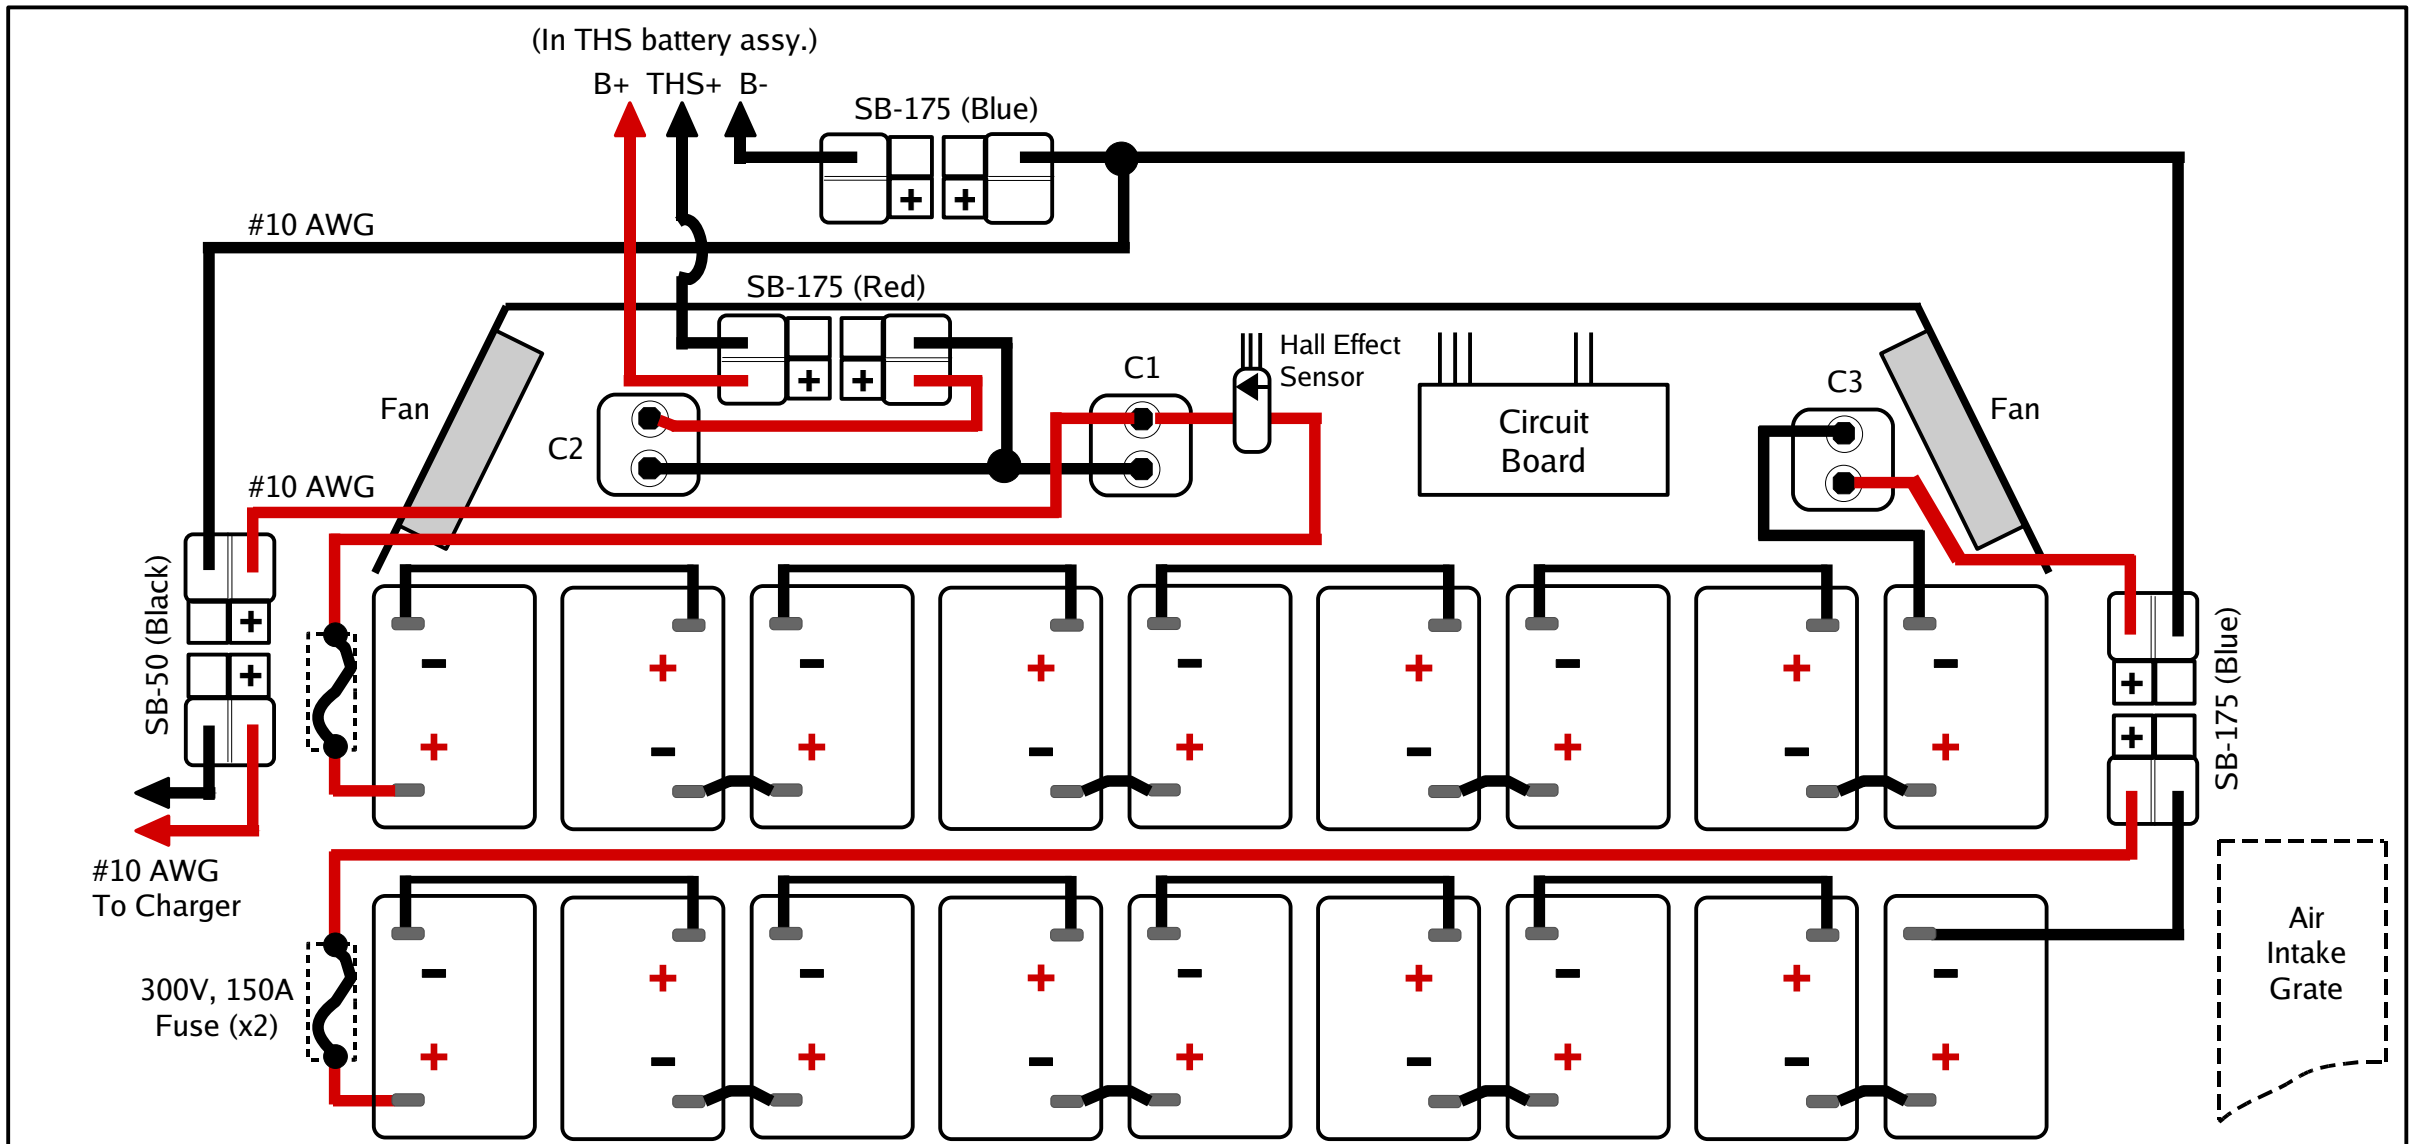 (In THS battery assy.)
B+ THS+ B-
SB-175 (Blue)
+ +
#10 AWG
SB-175 (Red)
+ +
Hall Effect
Sensor
C1
C2
C3
Fan
Circuit
Board
Fan
#10 AWG
SB-50 (Black)
+
+
SB-175 (Blue)
+
+
- + - + - + - + -
+ - + - + - + - +
#10 AWG
To Charger
300V, 150A
Fuse (x2)
- + - + - + - + -
+ - + - + - + - +
Air
Intake
Grate